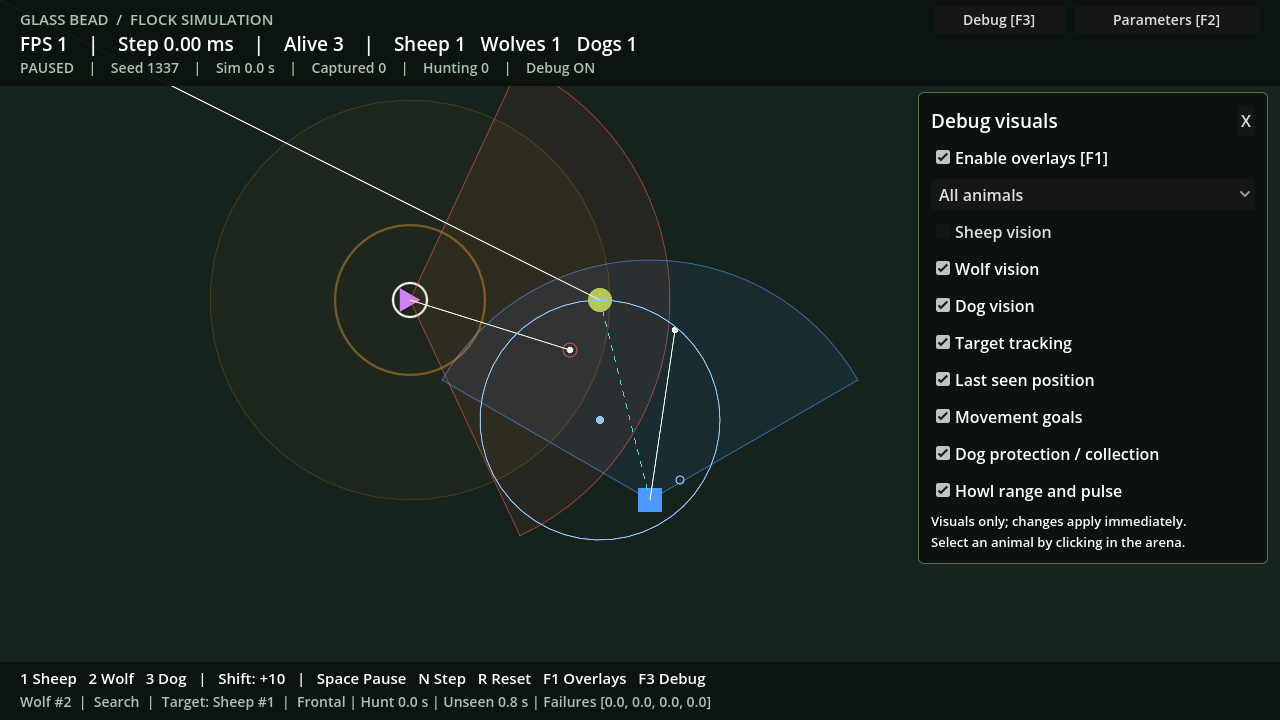 GLASS BEAD / FLOCK SIMULATION
Debug [F3]
Parameters [F2]
FPS 1 | Step 0.00 ms | Alive 3 | Sheep 1 Wolves 1 Dogs 1
PAUSED | Seed 1337 | Sim 0.0 s | Captured 0 | Hunting 0 | Debug ON
Debug visuals
X
Enable overlays [F1]
All animals
Sheep vision
Wolf vision
Dog vision
Target tracking
Last seen position
Movement goals
Dog protection / collection
Howl range and pulse
Visuals only; changes apply immediately.
Select an animal by clicking in the arena.
1 Sheep 2 Wolf 3 Dog | Shift: +10 | Space Pause N Step R Reset F1 Overlays F3 Debug
Wolf #2 | Search | Target: Sheep #1 | Frontal | Hunt 0.0 s | Unseen 0.8 s | Failures [0.0, 0.0, 0.0, 0.0]